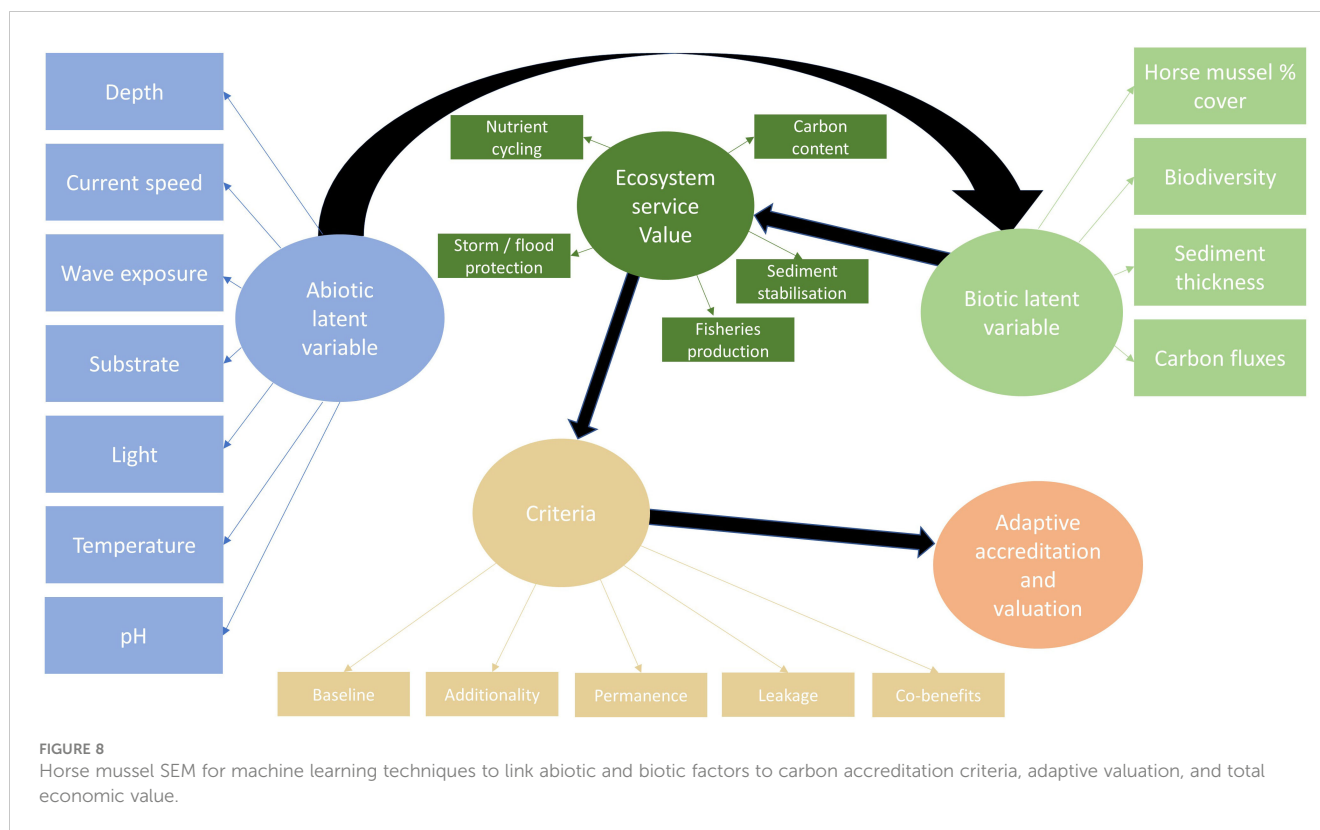 Depth
Current speed
Wave exposure
Substrate
Light
Temperature
pH
Abiotic
latent
variable
Nutrient
cycling
Carbon
content
Ecosystem
service
Value
Storm / flood
protection
Sediment
stabilisation
Fisheries
production
Horse mussel %
cover
Biodiversity
Sediment
thickness
Carbon fluxes
Biotic latent
variable
Criteria
Adaptive
accreditation
and
valuation
Baseline
Additionality
Permanence
Leakage
Co-benefits
FIGURE 8
Horse mussel SEM for machine learning techniques to link abiotic and biotic factors to carbon accreditation criteria, adaptive valuation, and total
economic value.